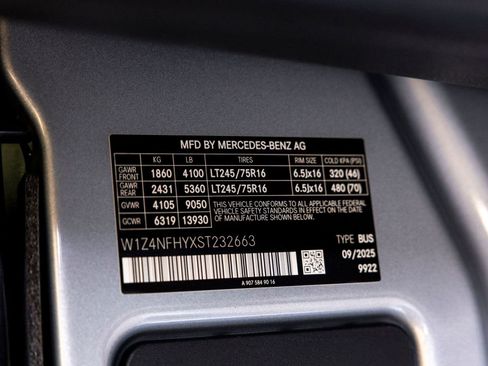 MFD BY MERCEDES-BENZ AG
KG LB TIRES RIM SIZE COLD KPA (PSI)
GAWR FRONT 1860 4100 LT245/75R16 6.5Jx16 320 (46)
GAWR REAR 2431 5360 LT245/75R16 6.5Jx16 480 (70)
GVWR 4105 9050 THIS VEHICLE CONFORMS TO ALL APPLICABLE FEDERAL MOTOR
VEHICLE SAFETY STANDARDS IN EFFECT ON THE DATE OF
GCWR 6319 13930 MANUFACTURE SHOWN ABOVE.
W1Z4NFHYXST232663
TYPE BUS
09/2025
9922
A 907 584 90 16